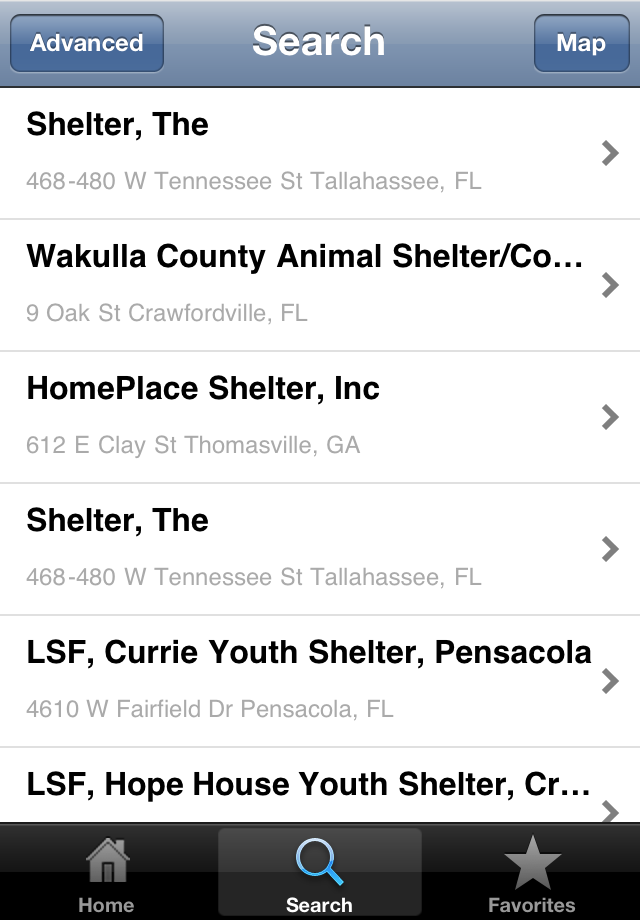 Advanced
Search
Map
Shelter, The
468-480 W Tennessee St Tallahassee, FL
Wakulla County Animal Shelter/Co…
9 Oak St Crawfordville, FL
HomePlace Shelter, Inc
612 E Clay St Thomasville, GA
Shelter, The
468-480 W Tennessee St Tallahassee, FL
LSF, Currie Youth Shelter, Pensacola
4610 W Fairfield Dr Pensacola, FL
LSF, Hope House Youth Shelter, Cr…
Home
Search
Favorites